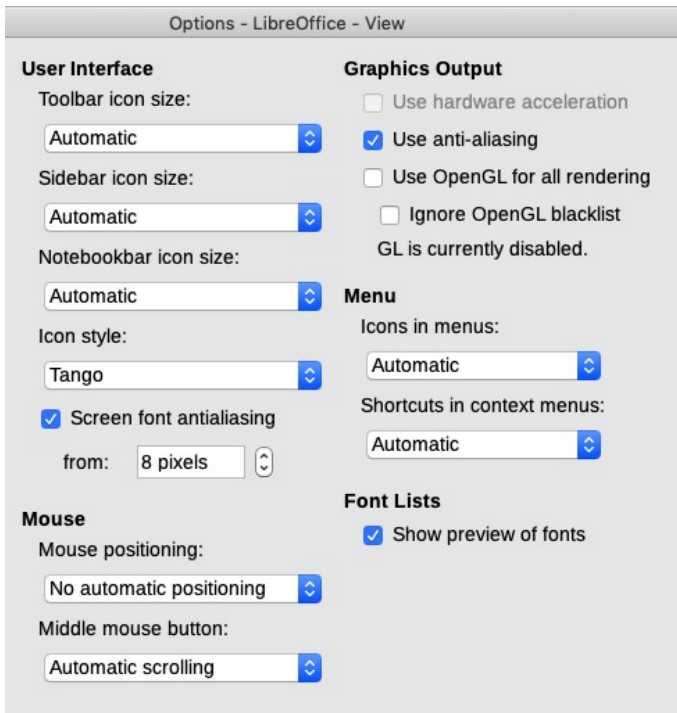 Options - LibreOffice - View
User Interface
Toolbar icon size:
Automatic
Sidebar icon size:
Automatic
Notebookbar icon size:
Automatic
Icon style:
Tango
Screen font antialiasing
from: 8 pixels
Mouse
Mouse positioning:
No automatic positioning
Middle mouse button:
Automatic scrolling
Graphics Output
Use hardware acceleration
Use anti-aliasing
Use OpenGL for all rendering
Ignore OpenGL blacklist
GL is currently disabled.
Menu
Icons in menus:
Automatic
Shortcuts in context menus:
Automatic
Font Lists
Show preview of fonts